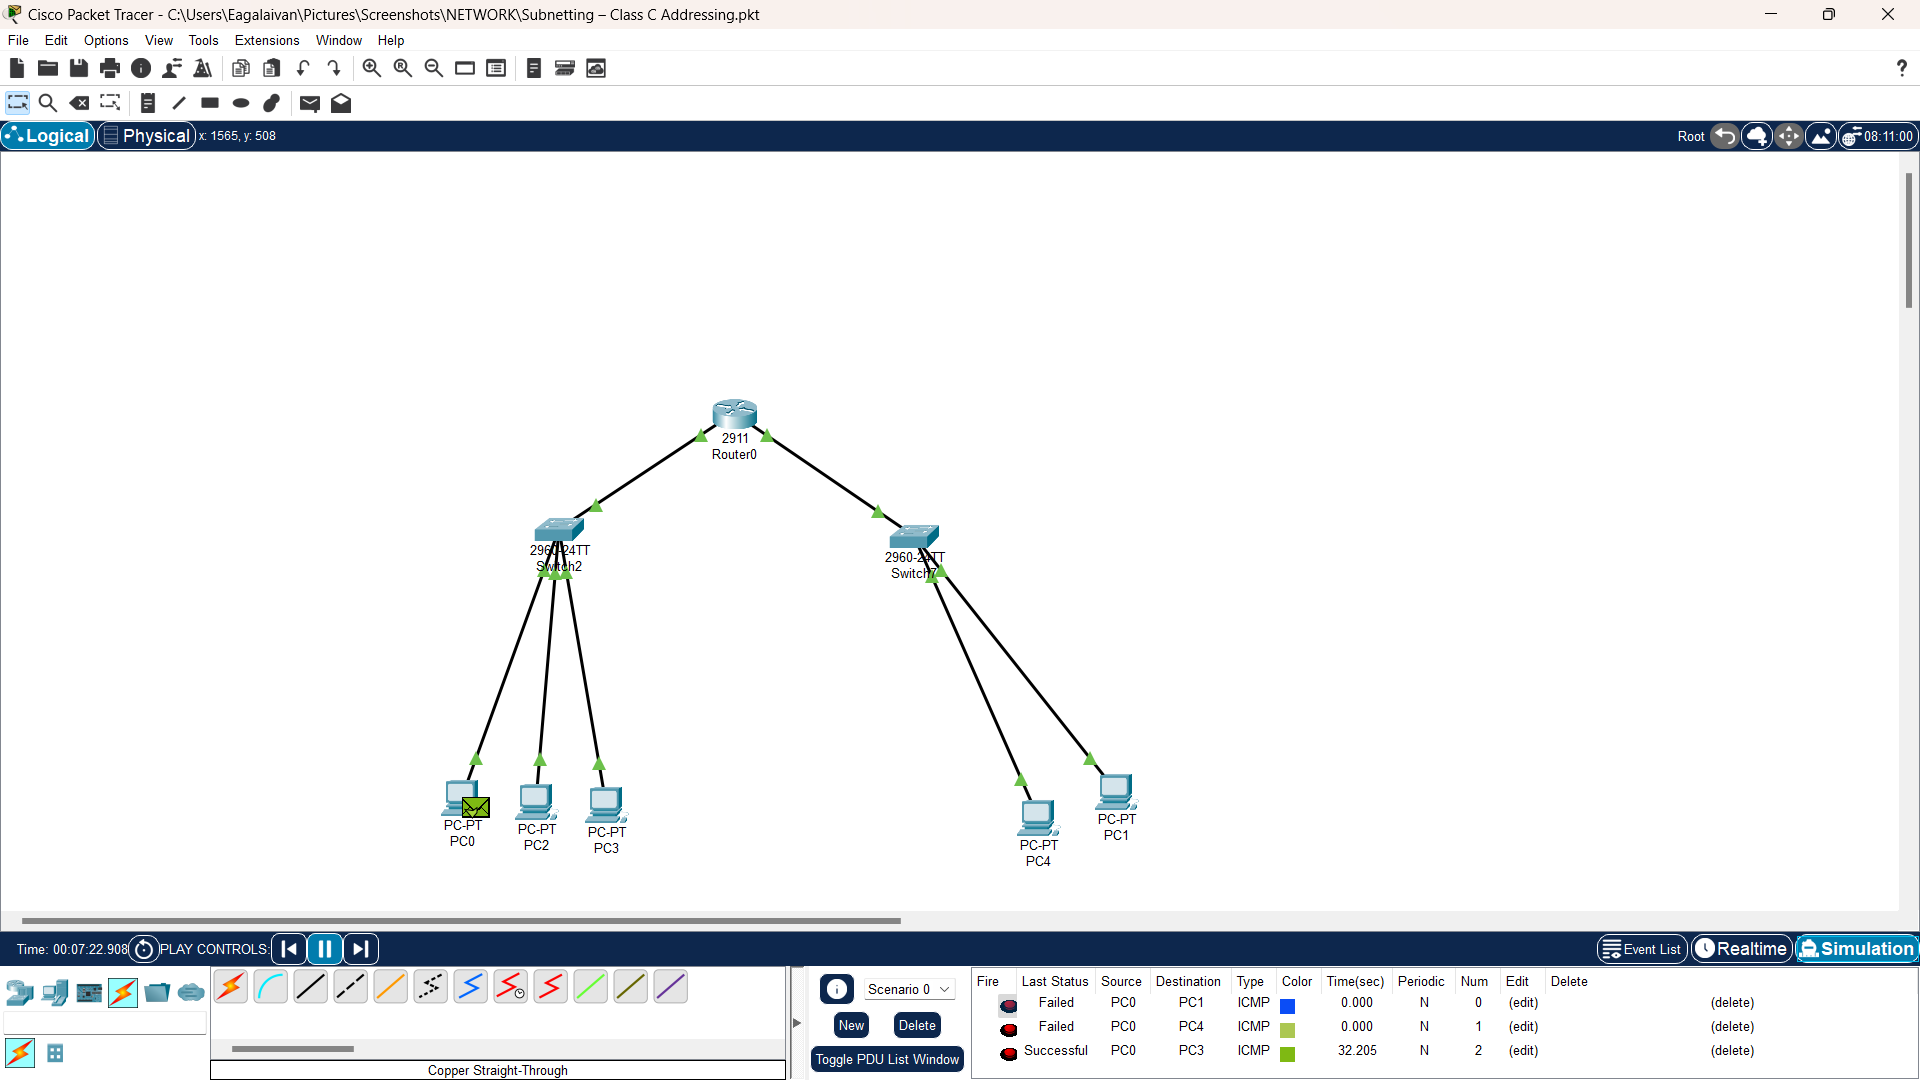 Cisco Packet Tracer - C:\Users\Eagalaivan\Pictures\Screenshots\NETWORK\Subnetting – Class C Addressing.pkt
File Edit Options View Tools Extensions Window Help
?
Logical Physical x: 1565, y: 508 Root 08:11:00
2911
Router0
2960-24TT
Switch2
2960-24TT
Switch7
PC-PT
PC0
PC-PT
PC2
PC-PT
PC3
PC-PT
PC4
PC-PT
PC1
Time: 00:07:22.908 PLAY CONTROLS: Event List Realtime Simulation
Scenario 0
New Delete
Toggle PDU List Window
Copper Straight-Through
Fire Last Status Source Destination Type Color Time(sec) Periodic Num Edit Delete
Failed PC0 PC1 ICMP 0.000 N 0 (edit) (delete)
Failed PC0 PC4 ICMP 0.000 N 1 (edit) (delete)
Successful PC0 PC3 ICMP 32.205 N 2 (edit) (delete)